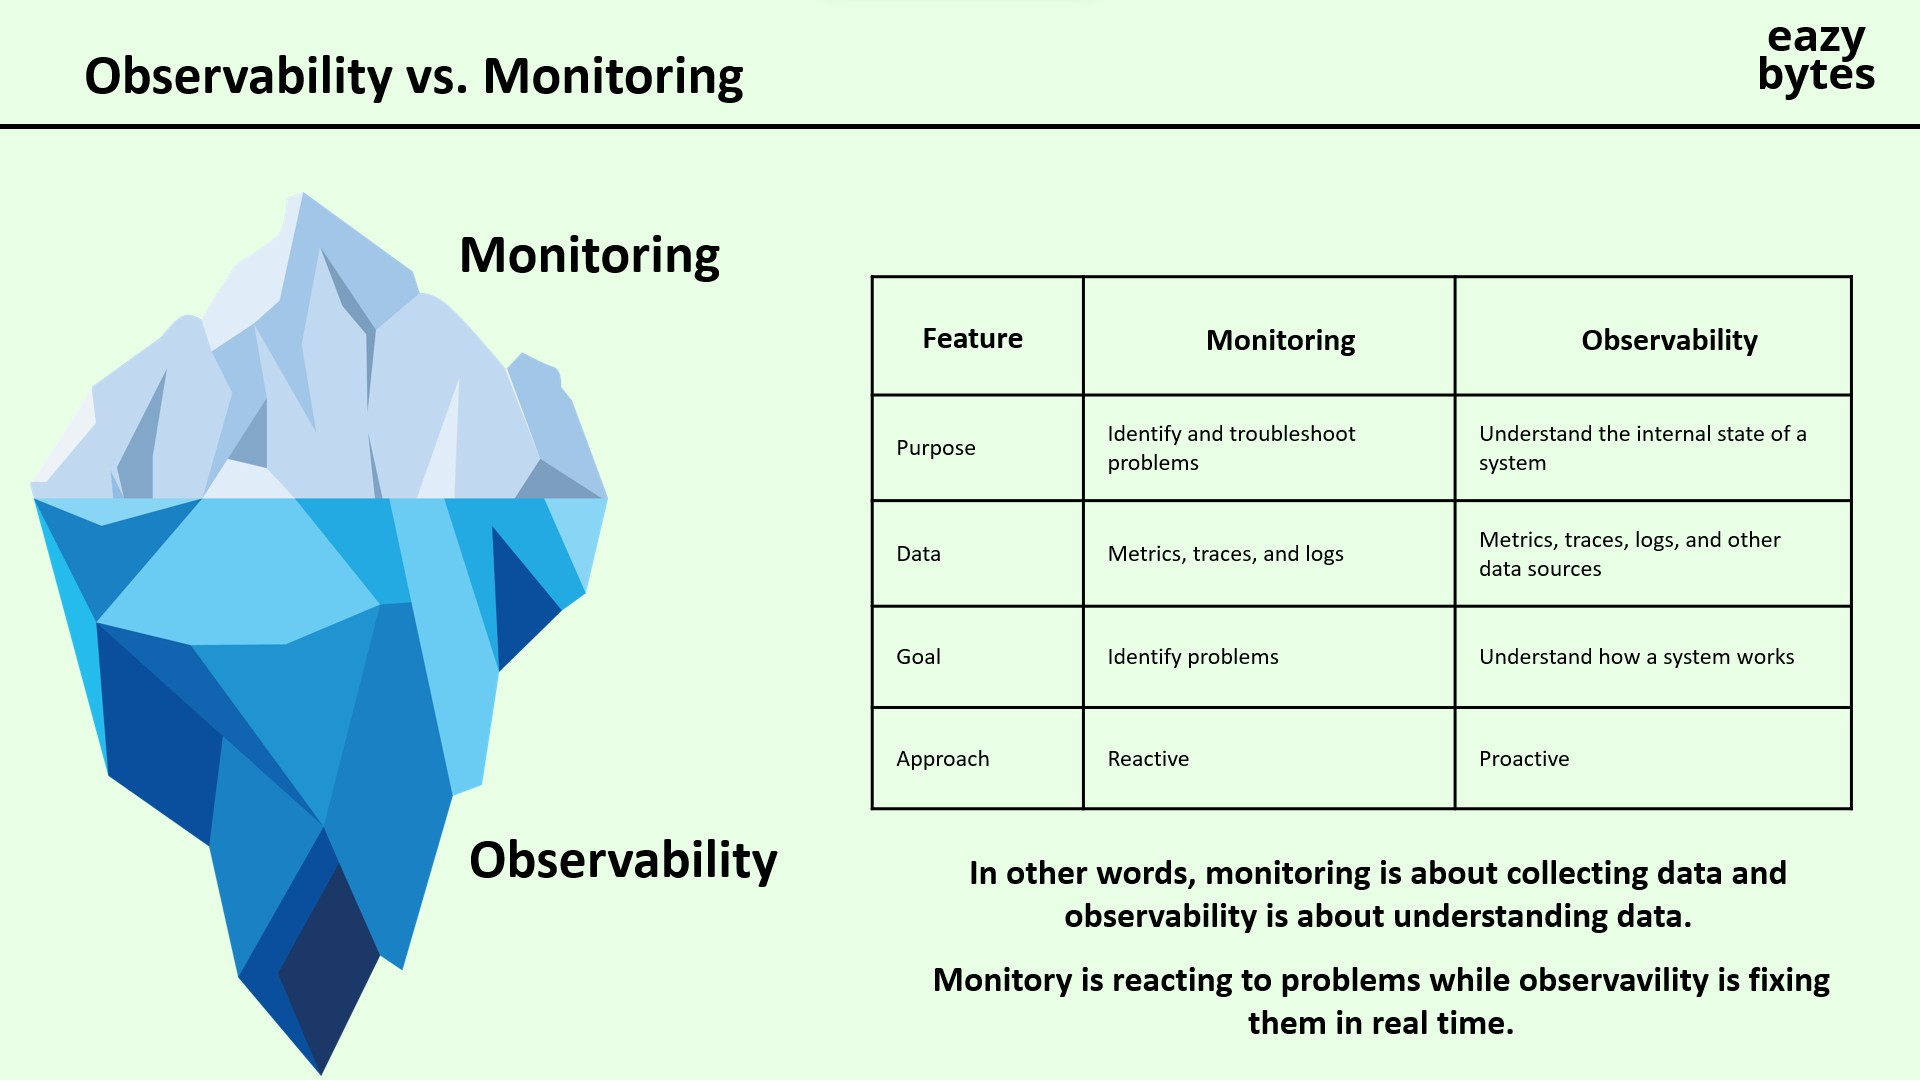 Observability vs. Monitoring
eazy
bytes
Monitoring
Observability
Feature
Monitoring
Observability
Purpose
Identify and troubleshoot
problems
Understand the internal state of a
system
Data
Metrics, traces, and logs
Metrics, traces, logs, and other
data sources
Goal
Identify problems
Understand how a system works
Approach
Reactive
Proactive
In other words, monitoring is about collecting data and
observability is about understanding data.
Monitory is reacting to problems while observavility is fixing
them in real time.